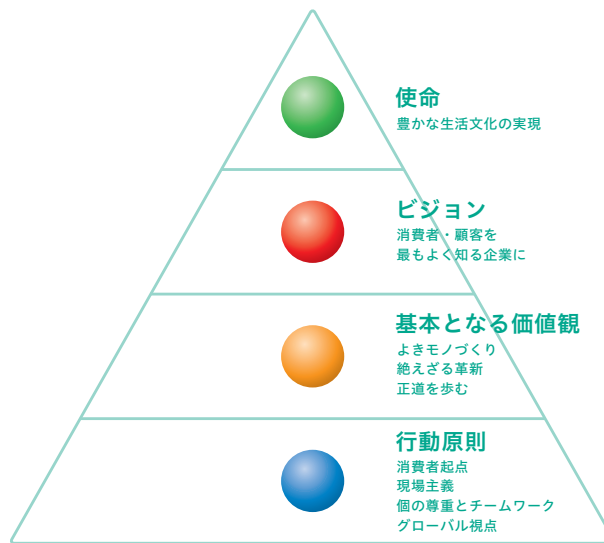 使命
豊かな生活文化の実現
ビジョン
消費者・顧客を
最もよく知る企業に
基本となる価値観
よきモノづくり
絶えざる革新
正道を歩む
行動原則
消費者起点
現場主義
個の尊重とチームワーク
グローバル視点